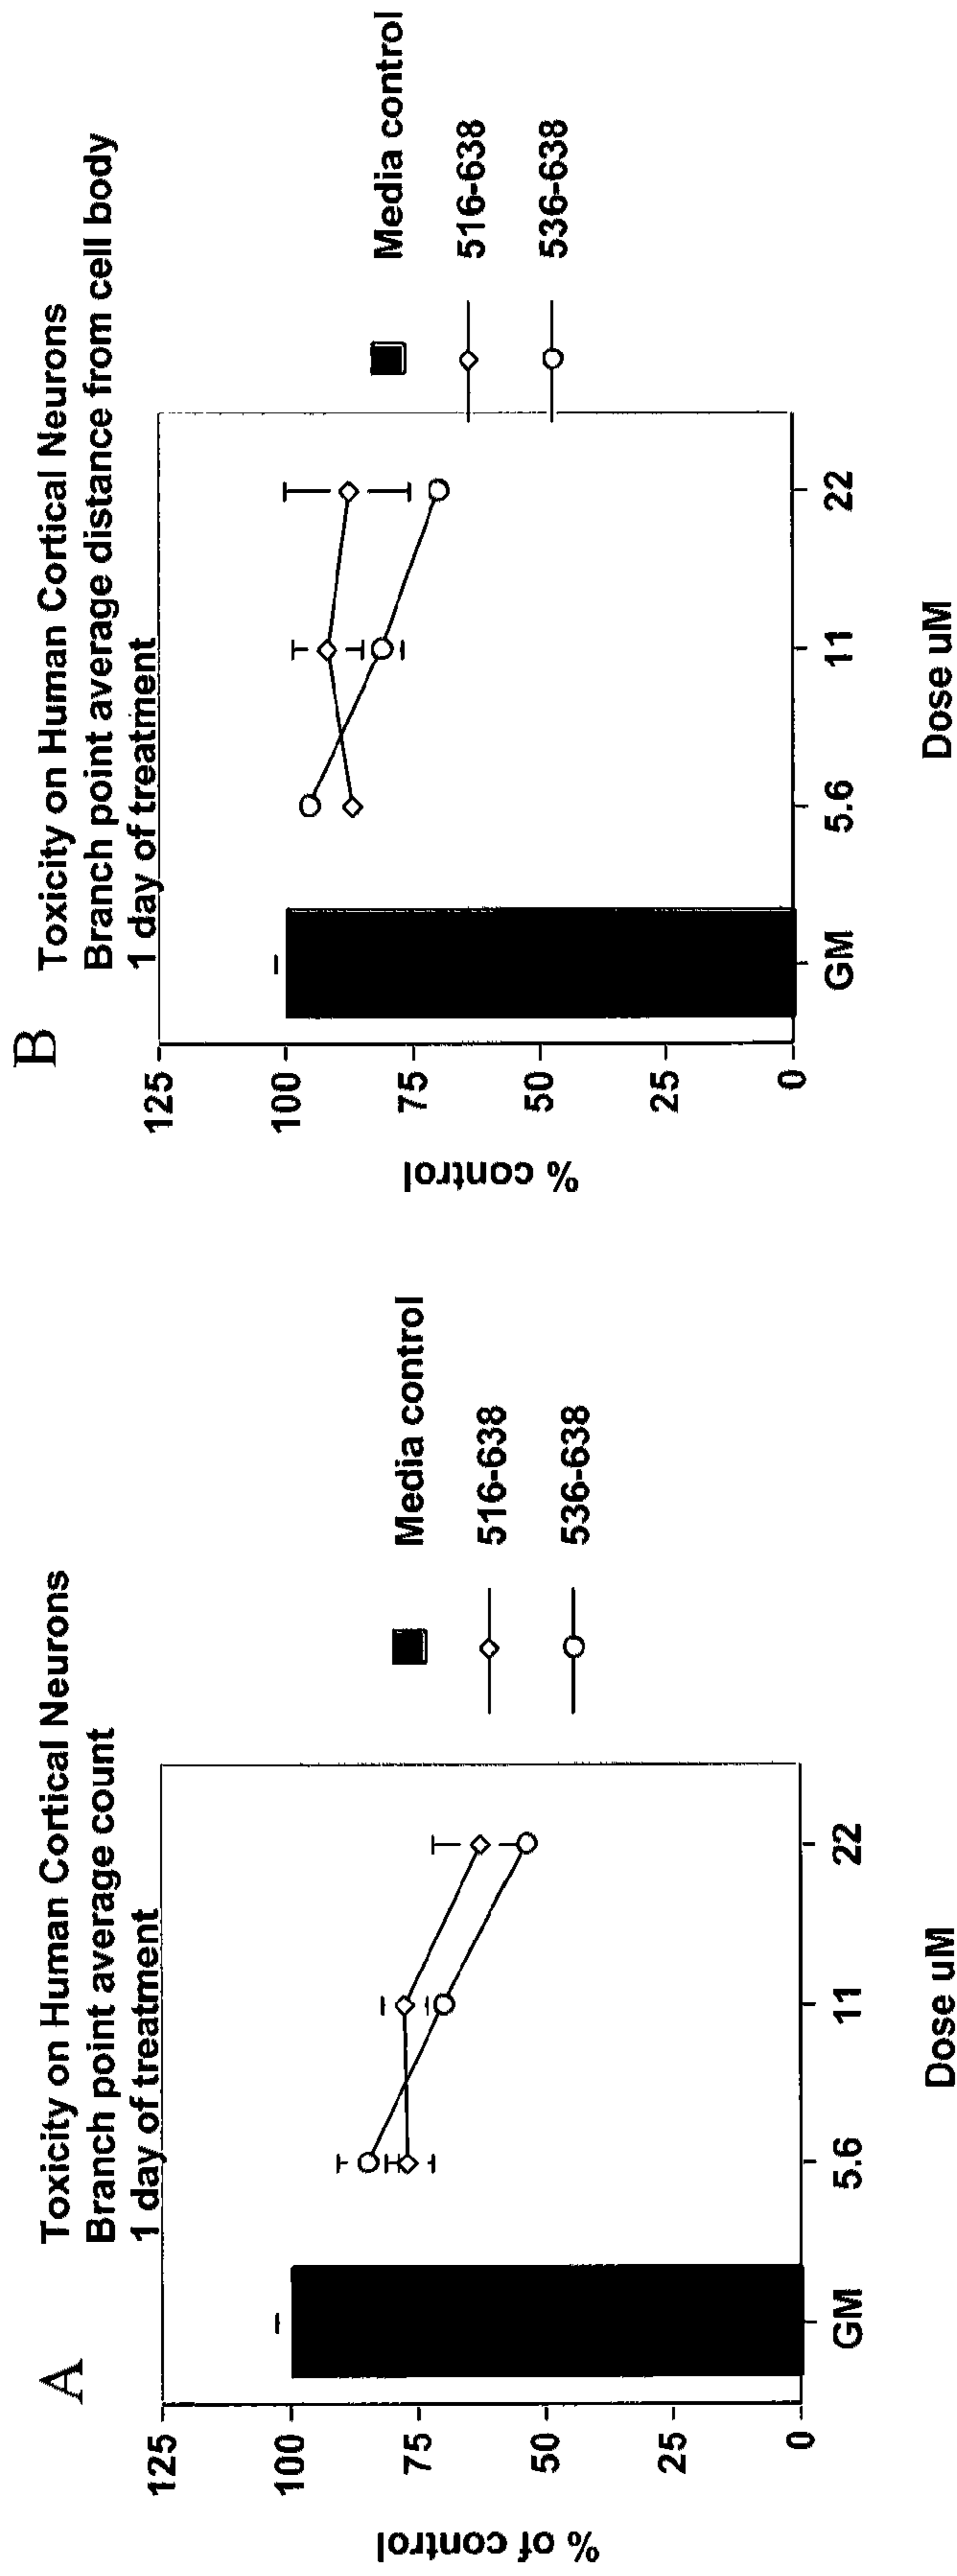 A
Toxicity on Human Cortical Neurons
Branch point average count
1 day of treatment
% of control
125
100
75
50
25
0
GM
5.6
11
22
Dose uM
Media control
516-638
536-638
B
Toxicity on Human Cortical Neurons
Branch point average distance from cell body
1 day of treatment
% control
125
100
75
50
25
0
GM
5.6
11
22
Dose uM
Media control
516-638
536-638